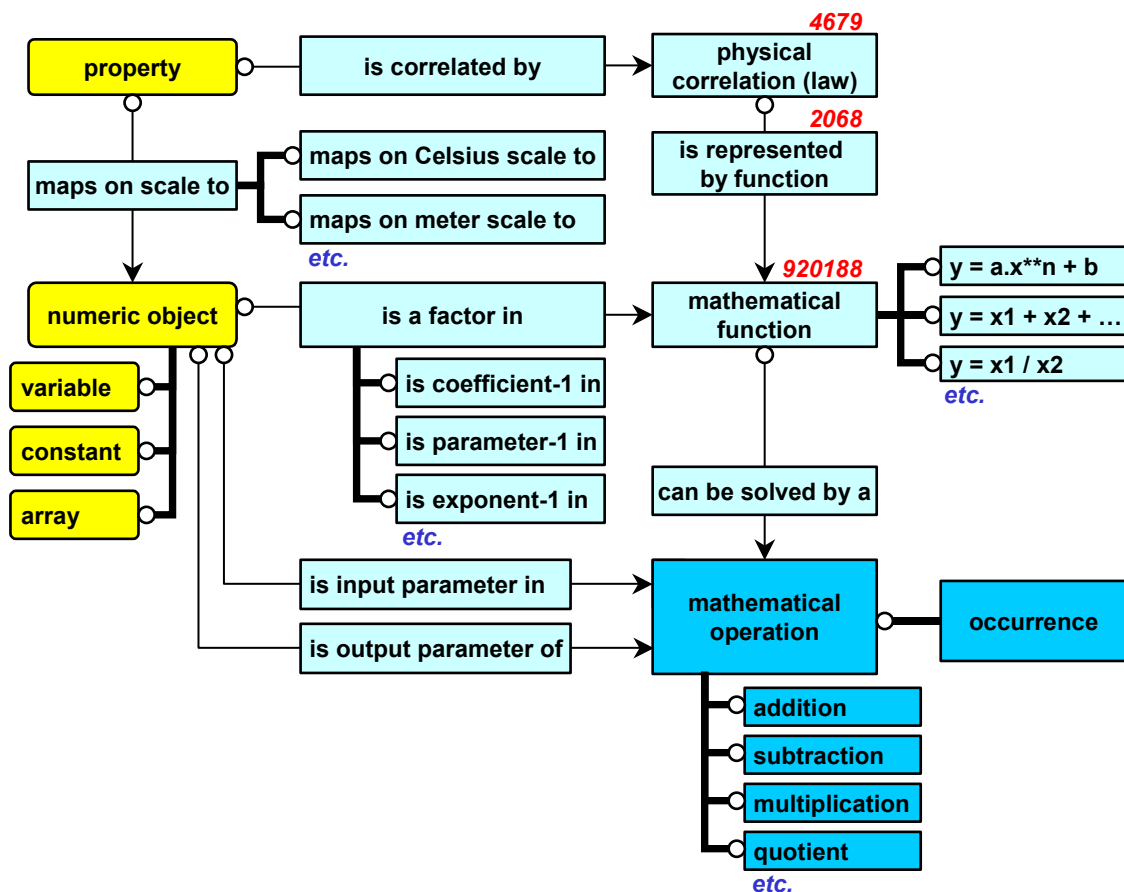 4679
property
is correlated by
physical
correlation (law)
2068
maps on Celsius scale to
is represented
by function
maps on scale to
maps on meter scale to
etc.
920188
y = a.x**n + b
numeric object
is a factor in
mathematical
function
y = x1 + x2 + …
y = x1 / x2
etc.
variable
is coefficient-1 in
constant
is parameter-1 in
array
is exponent-1 in
can be solved by a
etc.
is input parameter in
mathematical
operation
occurrence
is output parameter of
addition
subtraction
multiplication
quotient
etc.